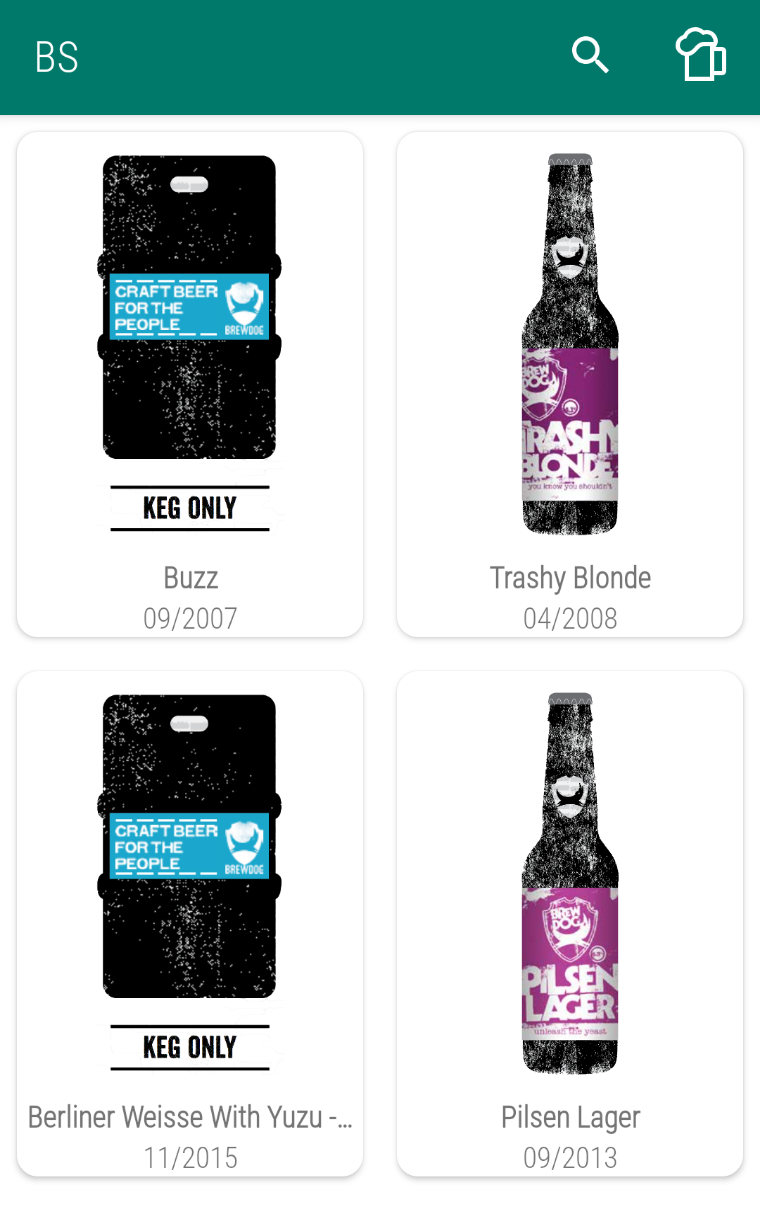 BS
CRAFT BEER
FOR THE
PEOPLE
BREWDOG
KEG ONLY
Buzz
09/2007
BREW
DOG
TRASHY
BLONDE
you know you shouldn't
Trashy Blonde
04/2008
CRAFT BEER
FOR THE
PEOPLE
BREWDOG
KEG ONLY
Berliner Weisse With Yuzu -...
11/2015
BREW
DOG
PILSEN
LAGER
unleash the yeast
Pilsen Lager
09/2013